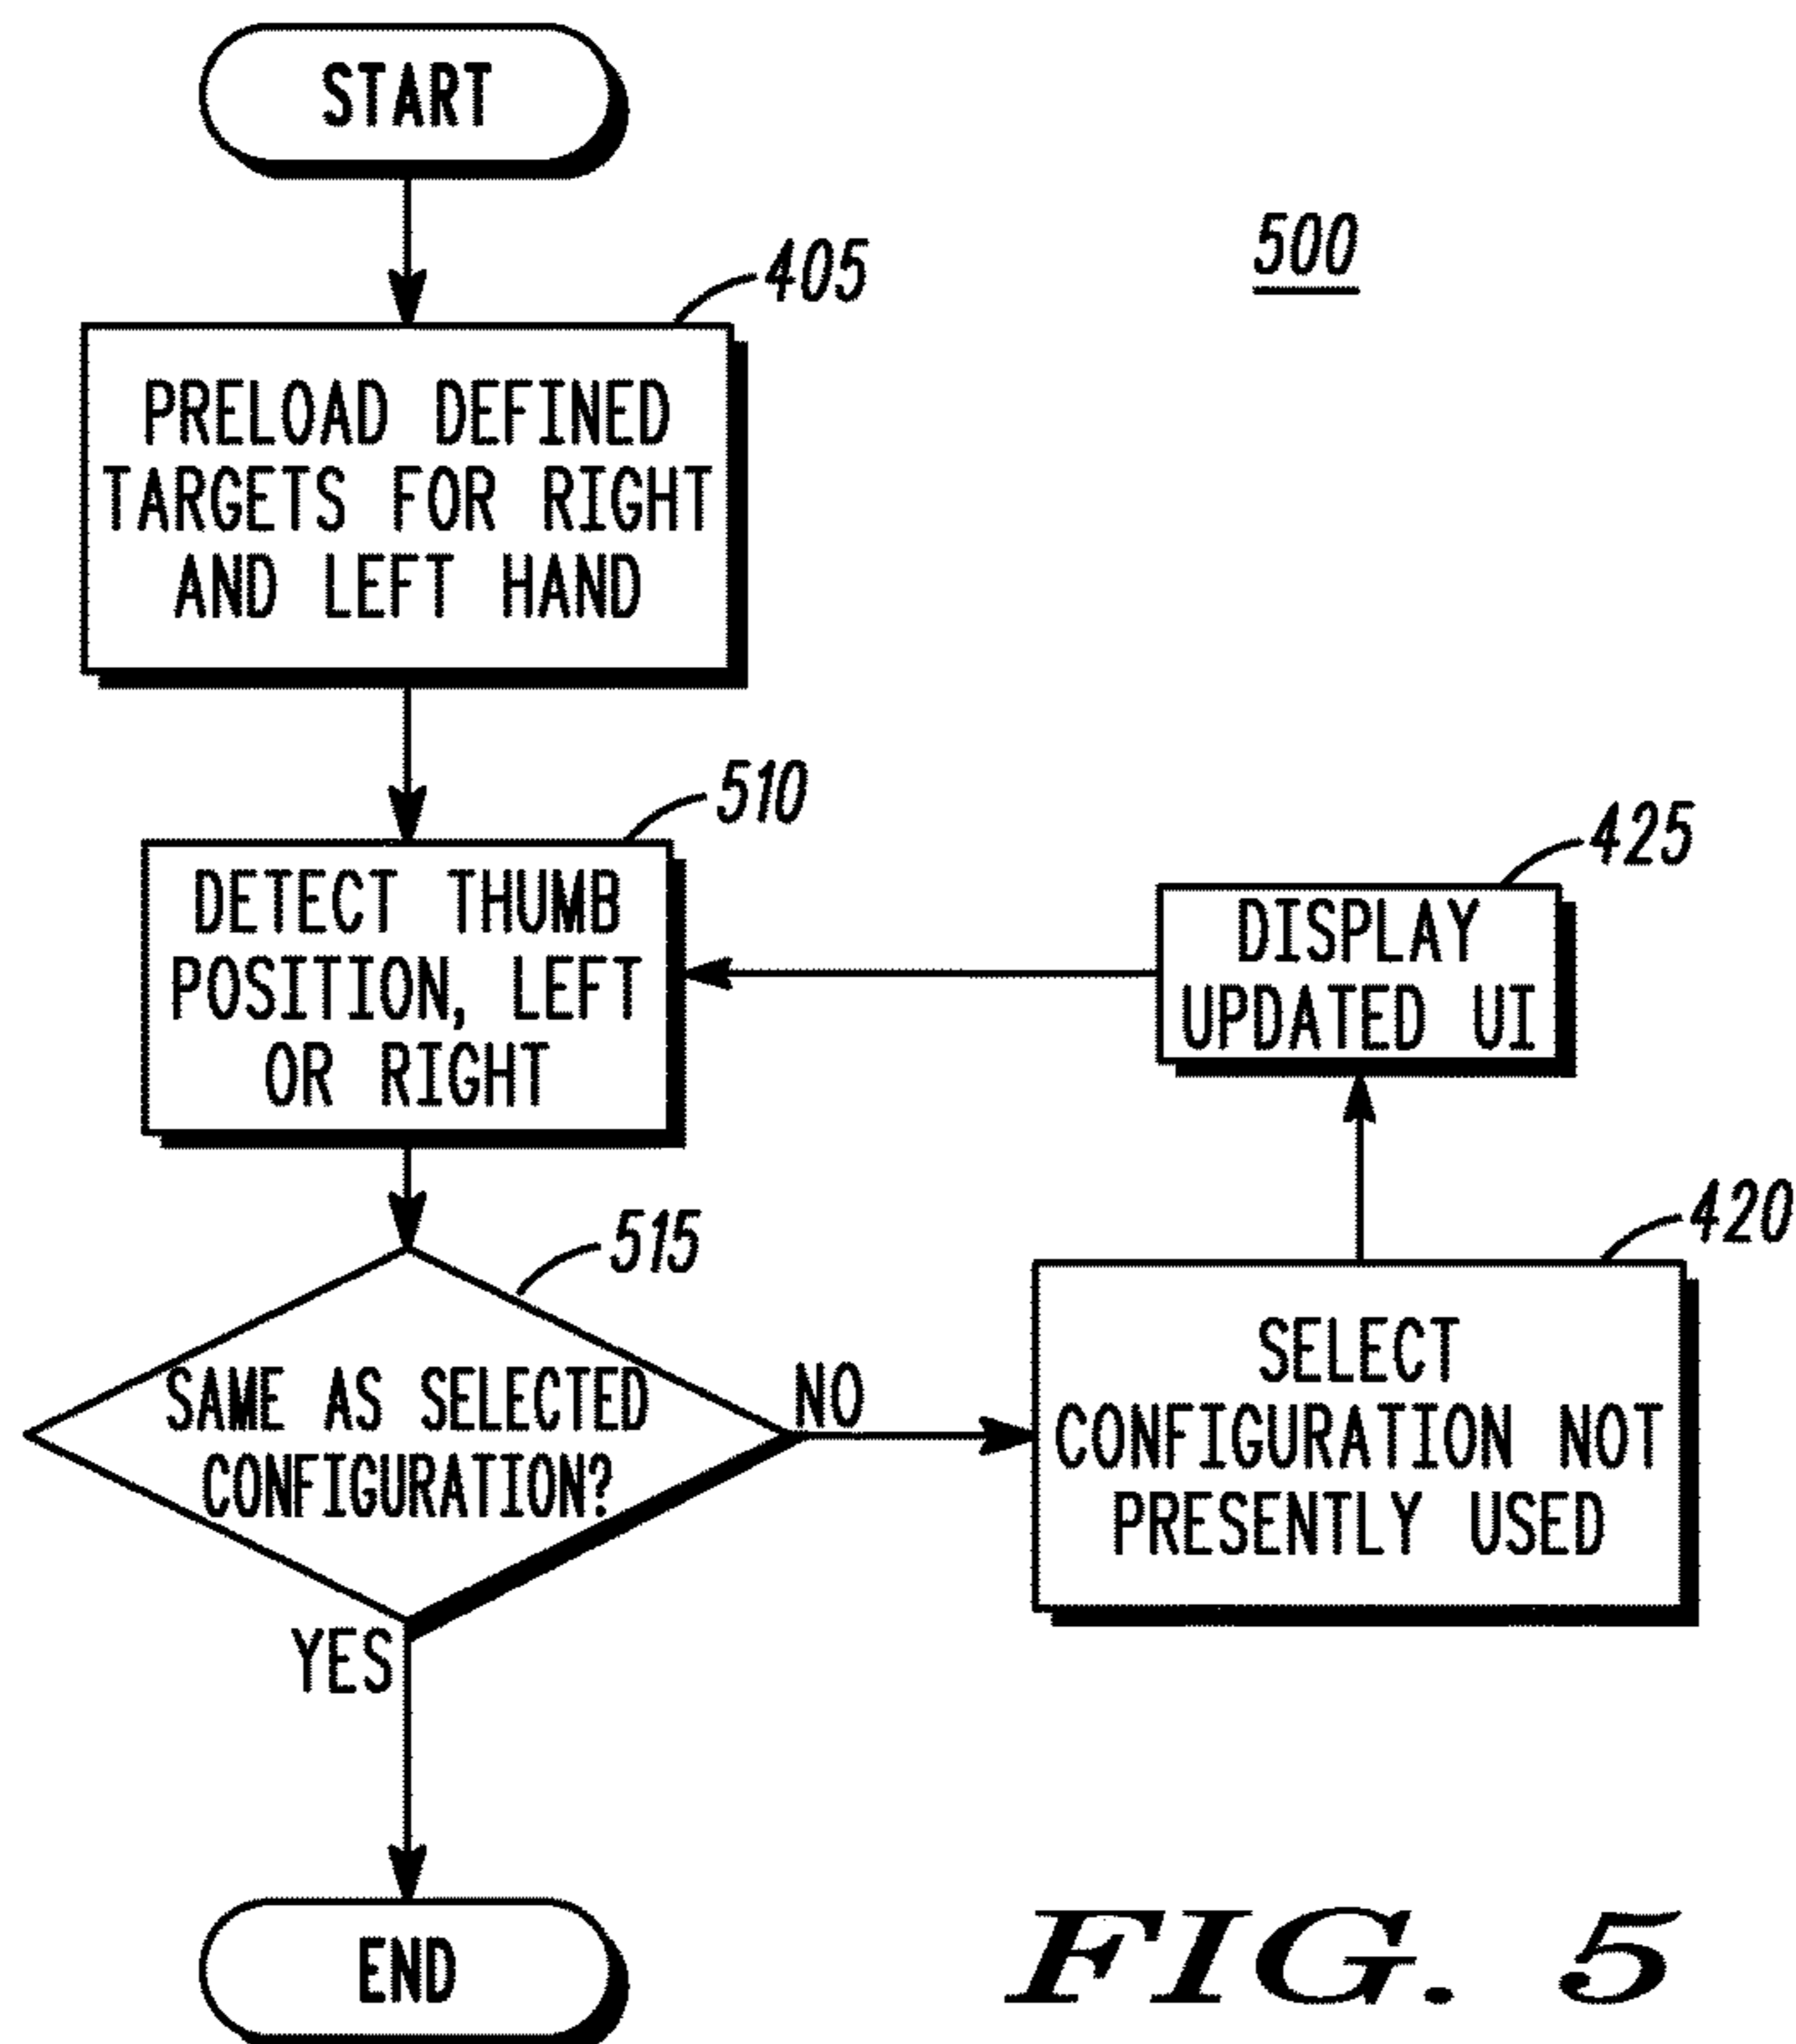 START
500
405
PRELOAD DEFINED
TARGETS FOR RIGHT
AND LEFT HAND
510
DETECT THUMB
POSITION, LEFT
OR RIGHT
425
DISPLAY
UPDATED UI
515
SAME AS SELECTED
CONFIGURATION?
NO
YES
420
SELECT
CONFIGURATION NOT
PRESENTLY USED
END
FIG. 5